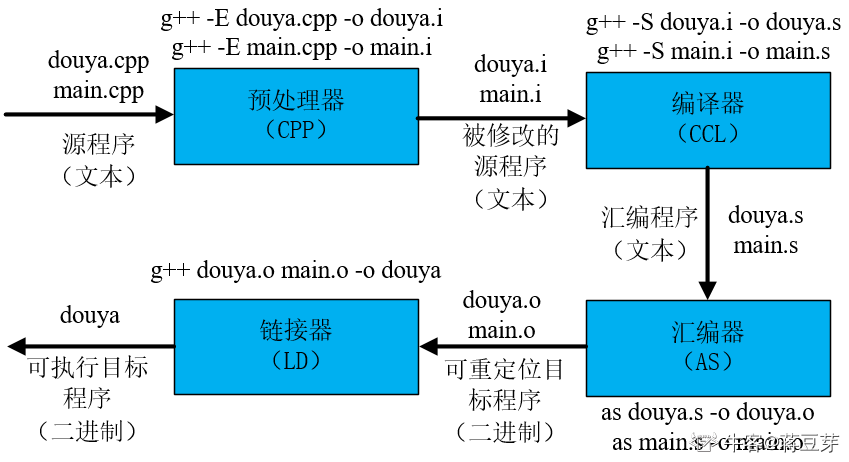 g++ -E douya.cpp -o douya.i
g++ -E main.cpp -o main.i
douya.cpp
main.cpp
源程序
（文本）
预处理器
（CPP）
douya.i
main.i
被修改的
源程序
（文本）
g++ -S douya.i -o douya.s
g++ -S main.i -o main.s
编译器
（CCL）
汇编程序
（文本）
douya.s
main.s
汇编器
（AS）
as douya.s -o douya.o
as main.s -o main.o
牛客@蒋豆芽
douya.o
main.o
可重定位目
标程序
（二进制）
g++ douya.o main.o -o douya
链接器
（LD）
douya
可执行目标
程序
（二进制）